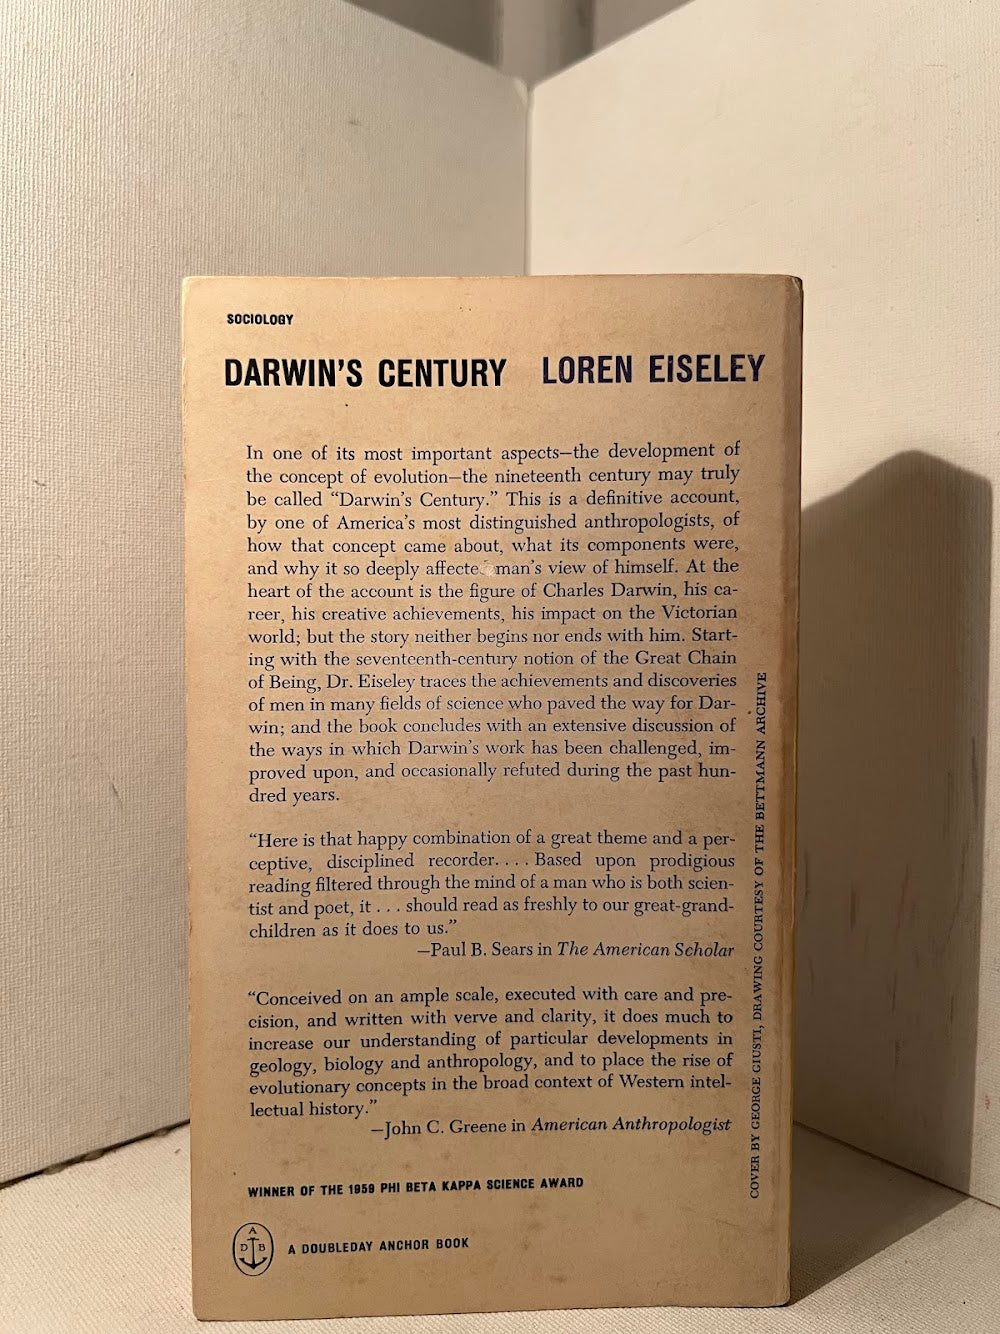 SOCIOLOGY
DARWIN'S CENTURY LOREN EISELEY
In one of its most important aspects—the development of
the concept of evolution—the nineteenth century may truly
be called “Darwin's Century.” This is a definitive account,
by one of America's most distinguished anthropologists, of
how that concept came about, what its components were,
and why it so deeply affecte man's view of himself. At the
heart of the account is the figure of Charles Darwin, his ca-
reer, his creative achievements, his impact on the Victorian
world; but the story neither begins nor ends with him. Start-
ing with the seventeenth-century notion of the Great Chain
of Being, Dr. Eiseley traces the achievements and discoveries
of men in many fields of science who paved the way for Dar-
win; and the book concludes with an extensive discussion of
the ways in which Darwin's work has been challenged, im-
proved upon, and occasionally refuted during the past hun-
dred years.
“Here is that happy combination of a great theme and a per-
ceptive, disciplined recorder. . . . Based upon prodigious
reading filtered through the mind of a man who is both scien-
tist and poet, it . . . should read as freshly to our great-grand-
children as it does to us.”
—Paul B. Sears in The American Scholar
“Conceived on an ample scale, executed with care and pre-
cision, and written with verve and clarity, it does much to
increase our understanding of particular developments in
geology, biology and anthropology, and to place the rise of
evolutionary concepts in the broad context of Western intel-
lectual history.”
—John C. Greene in American Anthropologist
WINNER OF THE 1959 PHI BETA KAPPA SCIENCE AWARD
A
D B
A DOUBLEDAY ANCHOR BOOK
COVER BY GEORGE GIUSTI, DRAWING COURTESY OF THE BETTMANN ARCHIVE